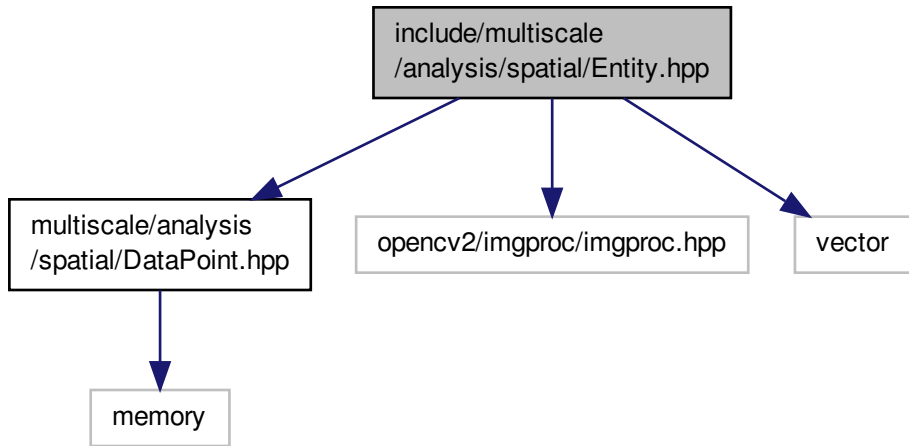 include/multiscale
/analysis/spatial/Entity.hpp
multiscale/analysis
/spatial/DataPoint.hpp
opencv2/imgproc/imgproc.hpp
vector
memory